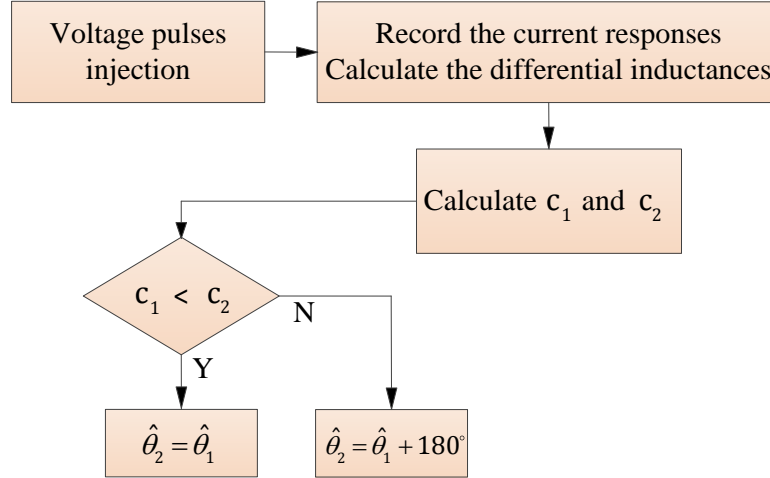 Voltage pulses
injection
Record the current responses
Calculate the differential inductances
Calculate c₁ and c₂
c₁ < c₂
N
Y
θ̂₂ = θ̂₁
θ̂₂ = θ̂₁ + 180°